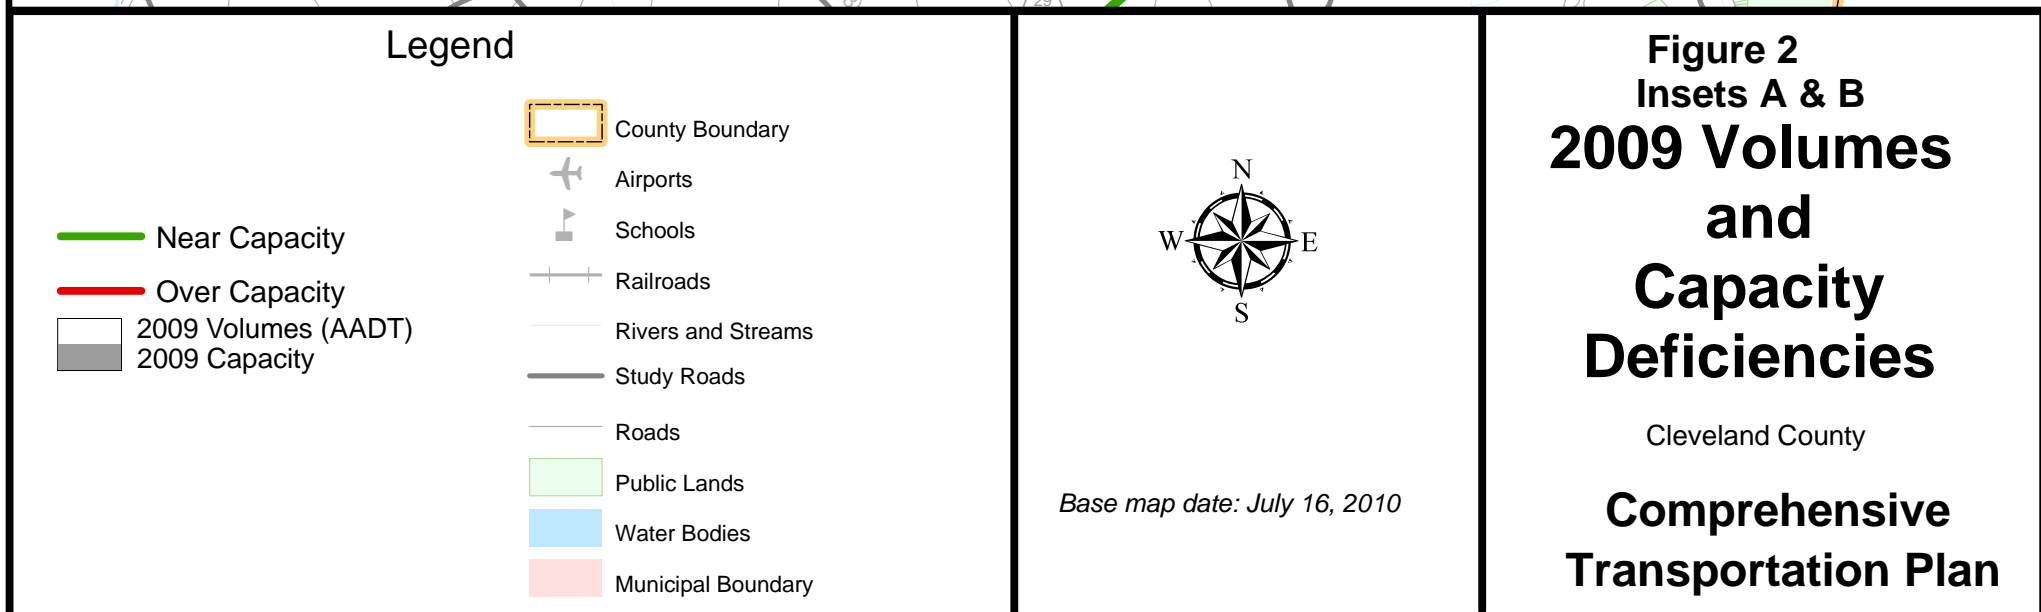 29
Legend
County Boundary
Airports
Schools
Railroads
Rivers and Streams
Study Roads
Roads
Public Lands
Water Bodies
Municipal Boundary
Near Capacity
Over Capacity
2009 Volumes (AADT)
2009 Capacity
N
W
E
S
Base map date: July 16, 2010
Figure 2
Insets A & B
2009 Volumes
and
Capacity
Deficiencies
Cleveland County
Comprehensive
Transportation Plan